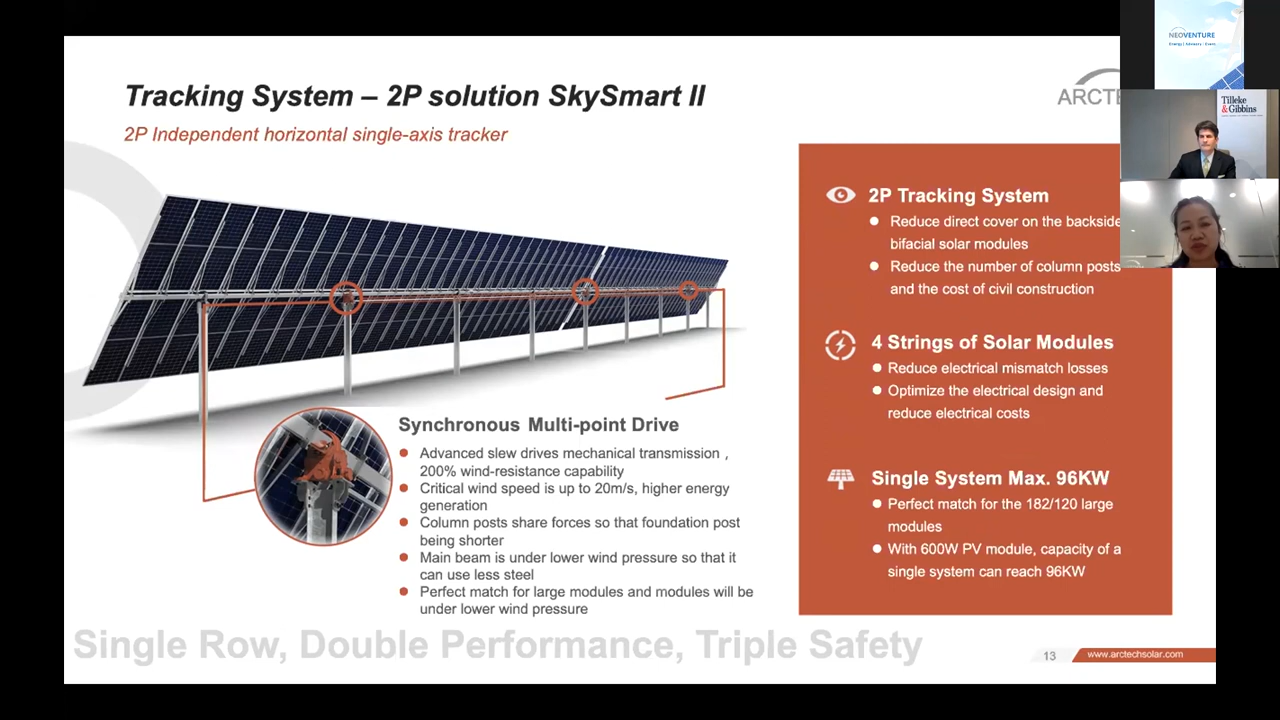 Tracking System – 2P solution SkySmart II
2P Independent horizontal single-axis tracker
ARCTE
NEOVENTURE
Energy | Advisory | Event
Tilleke
& Gibbins
2P Tracking System
Reduce direct cover on the backside
bifacial solar modules
Reduce the number of column posts
and the cost of civil construction
4 Strings of Solar Modules
Reduce electrical mismatch losses
Optimize the electrical design and
reduce electrical costs
Single System Max. 96KW
Perfect match for the 182/120 large
modules
With 600W PV module, capacity of a
single system can reach 96KW
Synchronous Multi-point Drive
Advanced slew drives mechanical transmission ,
200% wind-resistance capability
Critical wind speed is up to 20m/s, higher energy
generation
Column posts share forces so that foundation post
being shorter
Main beam is under lower wind pressure so that it
can use less steel
Perfect match for large modules and modules will be
under lower wind pressure
Single Row, Double Performance, Triple Safety
13
www.arctechsolar.com